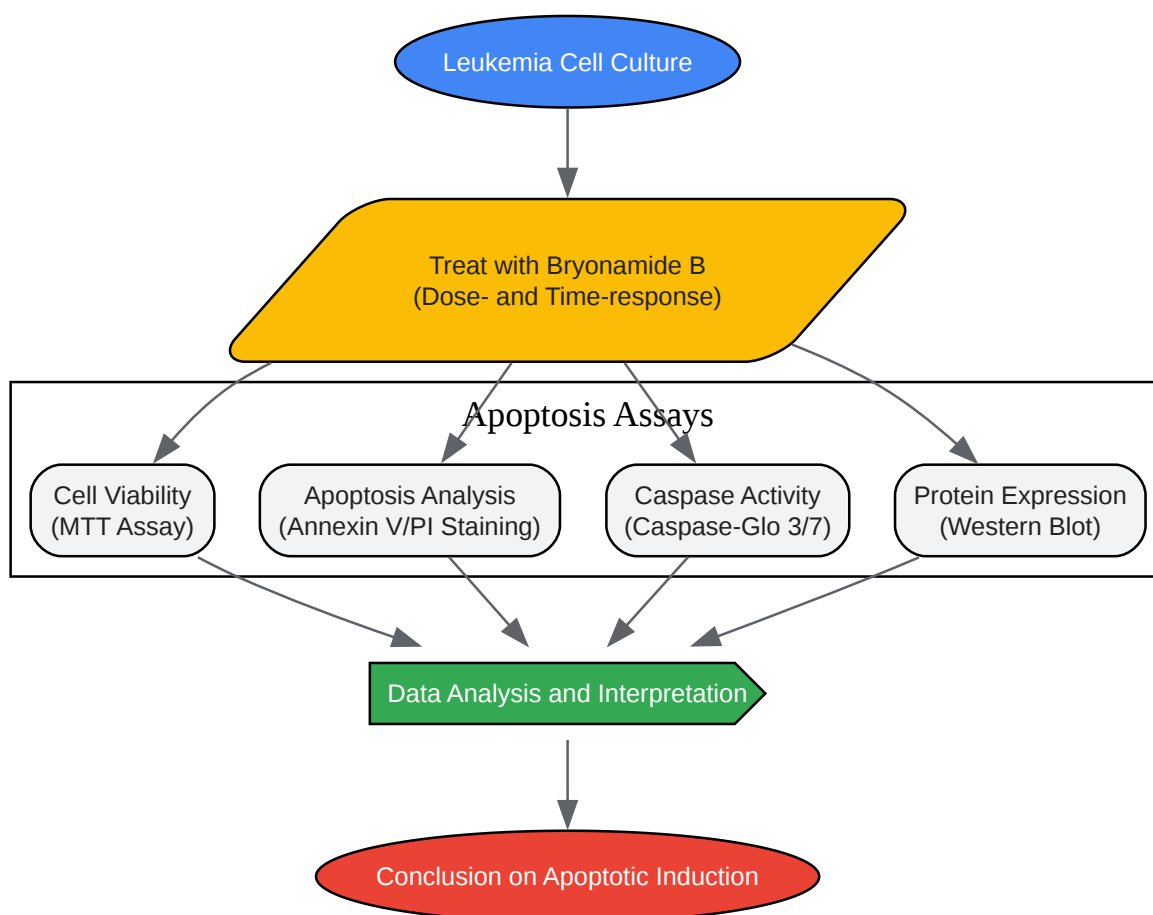 Leukemia Cell Culture
Treat with Bryonamide B
(Dose- and Time-response)
Apoptosis Assays
Cell Viability
(MTT Assay)
Apoptosis Analysis
(Annexin V/PI Staining)
Caspase Activity
(Caspase-Glo 3/7)
Protein Expression
(Western Blot)
Data Analysis and Interpretation
Conclusion on Apoptotic Induction